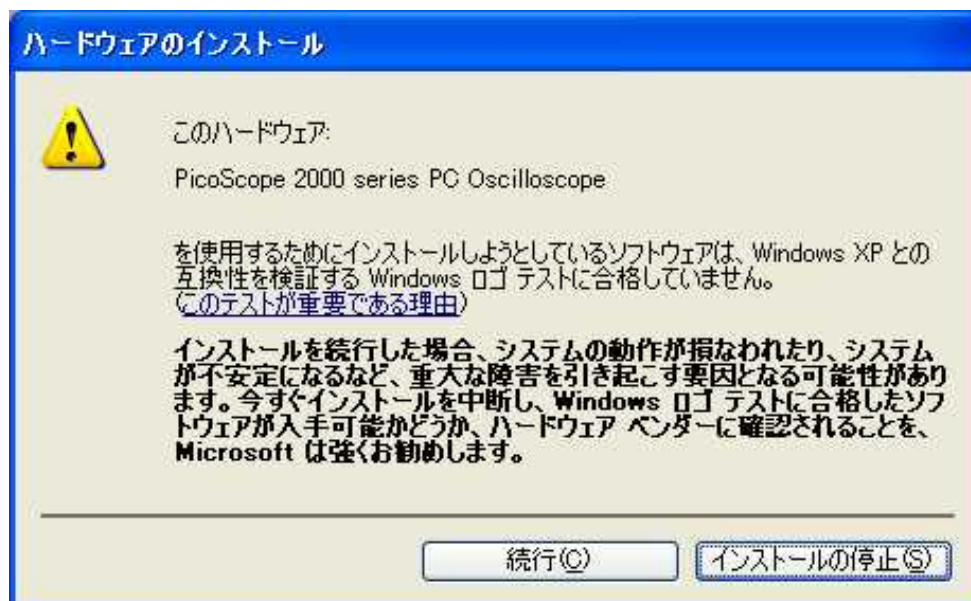 ハードウェアのインストール
このハードウェア:
PicoScope 2000 series PC Oscilloscope
を使用するためにインストールしようとしているソフトウェアは、Windows XP との
互換性を検証する Windows ロゴ テストに合格していません。
(このテストが重要である理由)
インストールを続行した場合、システムの動作が損なわれたり、システム
が不安定になるなど、重大な障害を引き起こす要因となる可能性があり
ます。今すぐインストールを中断し、Windows ロゴ テストに合格したソフ
トウェアが入手可能かどうか、ハードウェア ベンダーに確認されることを、
Microsoft は強くお勧めします。
続行(C)
インストールの停止(S)